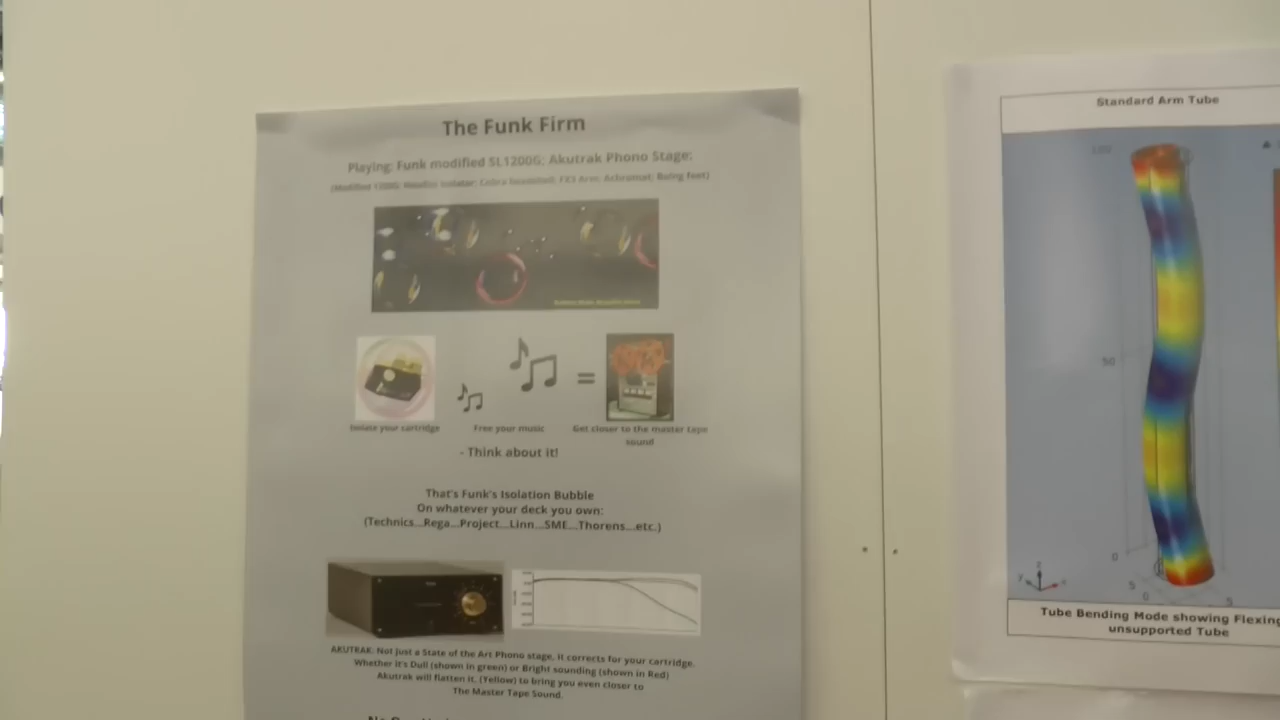 The Funk Firm
Playing: Funk modified SL1200G; Akutrak Phono Stage;
Isolate your cartridge
Free your music
=
Get closer to the master tape
sound
- Think about it!
That's Funk's Isolation Bubble
On whatever your deck you own:
(Technics...Rega...Project...Linn...SME...Thorens...etc.)
AKUTRAK: Not Just a State of the Art Phono stage, it corrects for your cartridge.
Whether it's Dull (shown in green) or Bright sounding (shown in Red)
Akutrak will flatten it. (Yellow) to bring you even closer to
The Master Tape Sound.
Standard Arm Tube
50
0
5
0
5
Tube Bending Mode showing Flexing
unsupported Tube